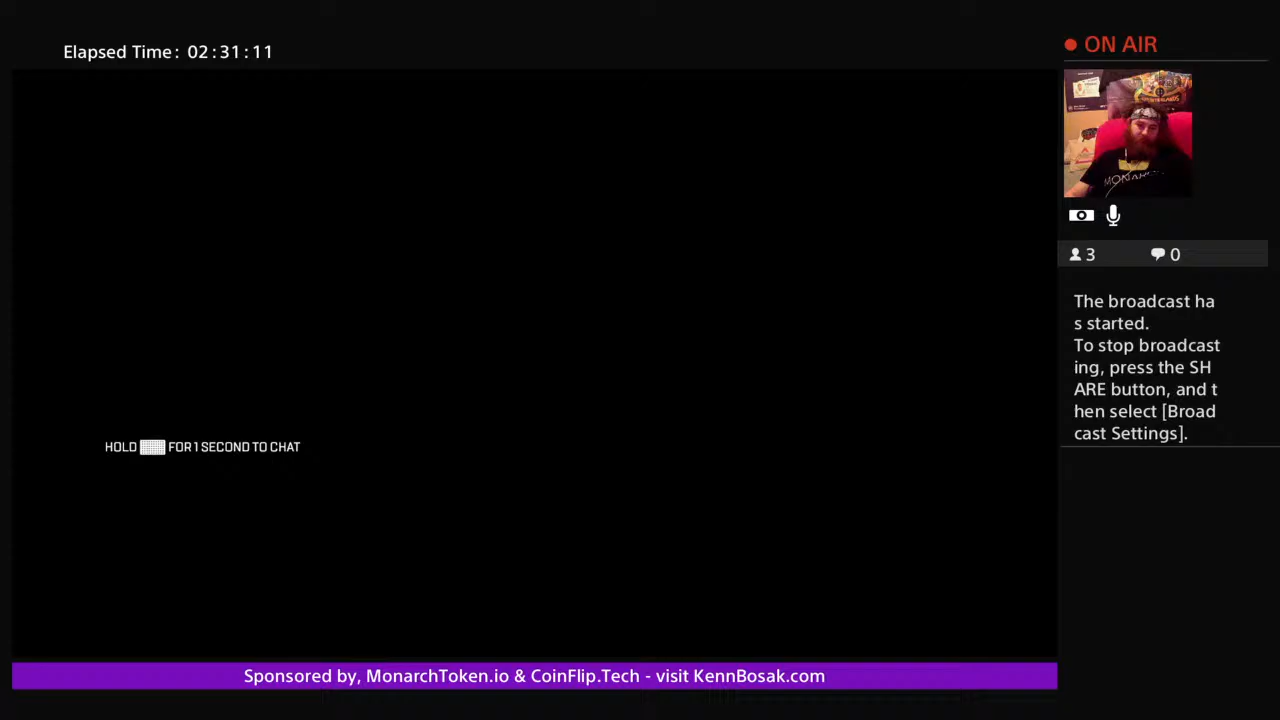 Elapsed Time: 02:31:11
ON AIR
MONARCH
3
0
The broadcast ha
s started.
To stop broadcast
ing, press the SH
ARE button, and t
hen select [Broad
cast Settings].
HOLD FOR 1 SECOND TO CHAT
Sponsored by, MonarchToken.io & CoinFlip.Tech - visit KennBosak.com